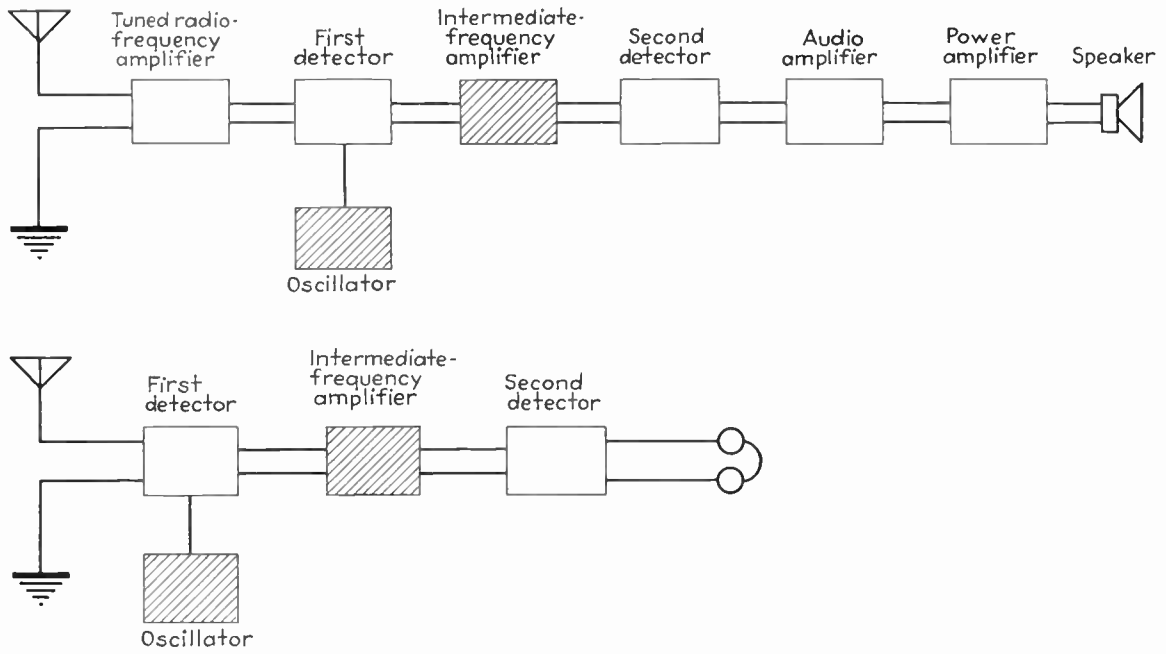 Tuned radio-
frequency
amplifier
First
detector
Intermediate-
frequency
amplifier
Second
detector
Audio
amplifier
Power
amplifier
Speaker
Oscillator
First
detector
Intermediate-
frequency
amplifier
Second
detector
Oscillator